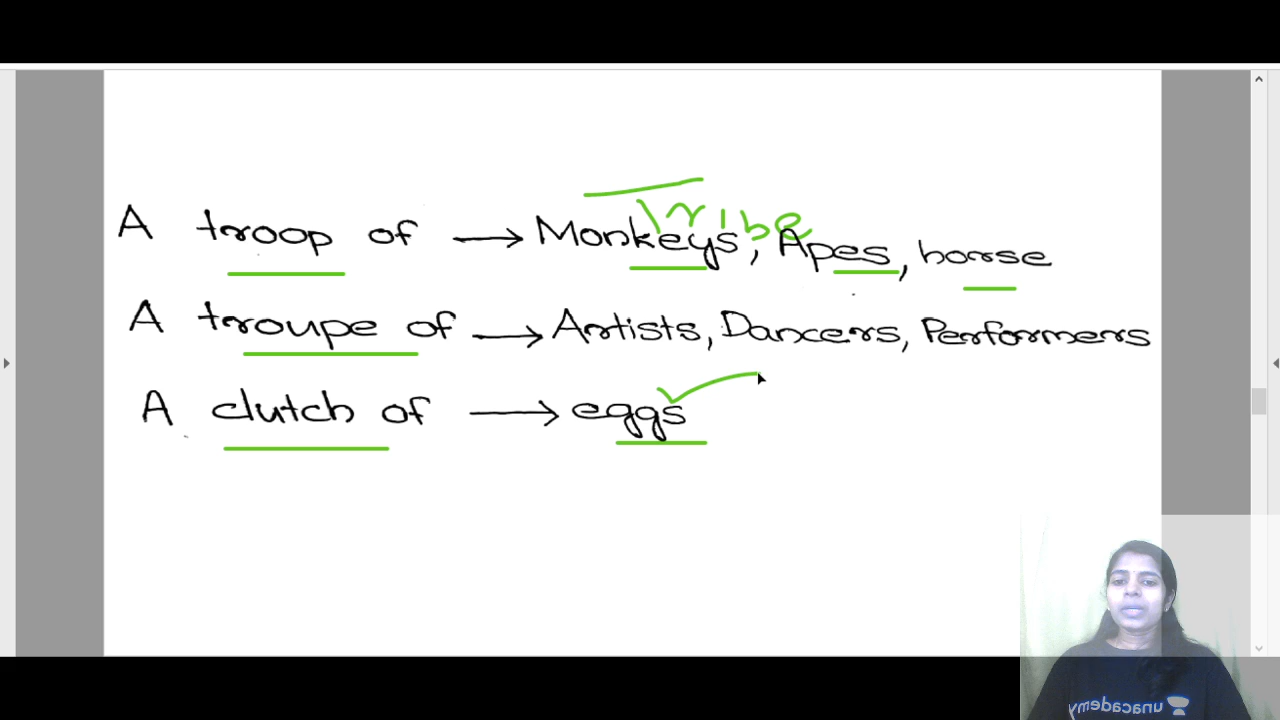 Tribe
A troop of → Monkeys, Apes, horse
A troupe of → Artists, Dancers, Performers
A clutch of → eggs
unacademy